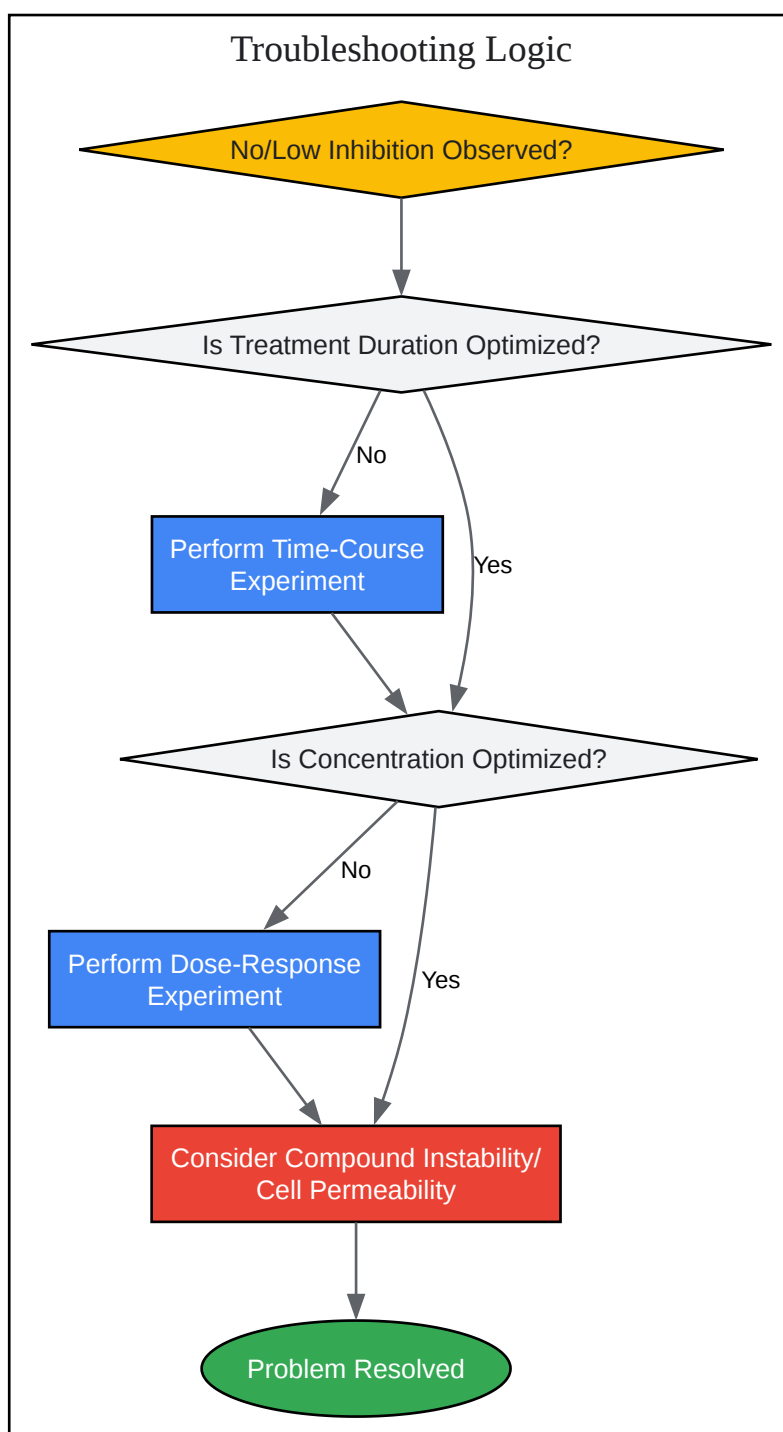 Troubleshooting Logic
No/Low Inhibition Observed?
Is Treatment Duration Optimized?
No
Perform Time-Course
Experiment
Yes
Is Concentration Optimized?
No
Perform Dose-Response
Experiment
Yes
Consider Compound Instability/
Cell Permeability
Problem Resolved